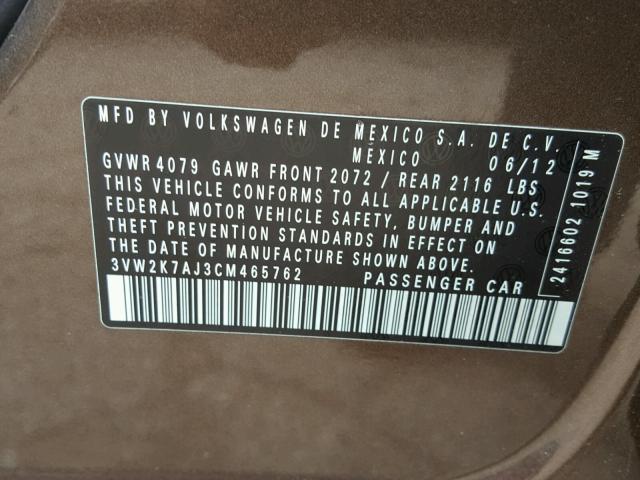 MFD BY VOLKSWAGEN DE MEXICO S.A. DE C.V.
MEXICO 06/12
GVWR 4079 GAWR FRONT 2072 / REAR 2116 LBS
THIS VEHICLE CONFORMS TO ALL APPLICABLE U.S.
FEDERAL MOTOR VEHICLE SAFETY, BUMPER AND
THEFT PREVENTION STANDARDS IN EFFECT ON
THE DATE OF MANUFACTURE SHOWN ABOVE.
3VW2K7AJ3CM465762 PASSENGER CAR
2416602 1019 M